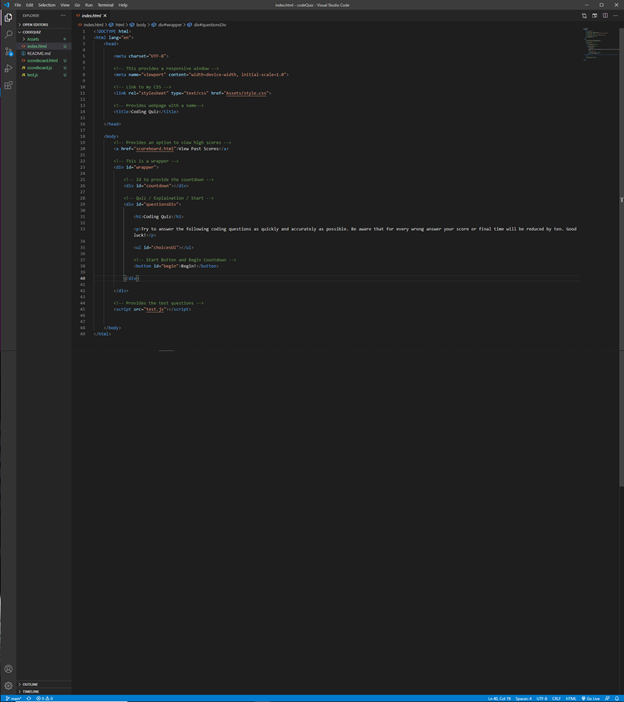 File Edit Selection View Go Run Terminal Help
index.html - codeQuiz - Visual Studio Code
EXPLORER
OPEN EDITORS
CODEQUIZ
Assets
index.html U
README.md
scoreboard.html U
scoreboard.js U
test.js U
OUTLINE
TIMELINE
index.html
index.html > html > body > div#wrapper > div#questionsDiv
<!DOCTYPE html>
<html lang="en">
<head>
<meta charset="UTF-8">
<!-- This provides a responsive window -->
<meta name="viewport" content="width=device-width, initial-scale=1.0">
<!-- Link to my CSS -->
<link rel="stylesheet" type="text/css" href="Assets/style.css">
<!-- Provides webpage with a name-->
<title>Coding Quiz</title>
</head>
<body>
<!-- Provides an option to view high scores -->
<a href="scoreboard.html">View Past Scores</a>
<!-- This is a wrapper -->
<div id="wrapper">
<!-- Id to provide the countdown -->
<div id="countdown"></div>
<!-- Quiz / Explaination / Start -->
<div id="questionsDiv">
<h1>Coding Quiz</h1>
<p>Try to answer the following coding questions as quickly and accurately as possible. Be aware that for every wrong answer your score or final time will be reduced by ten. Good
luck!</p>
<ul id="choicesUl"></ul>
<!-- Start Button and Begin Countdown -->
<button id="begin">Begin!</button>
</div>
</div>
<!-- Provides the test questions -->
<script src="test.js"></script>
</body>
</html>
main* 0 0 Ln 40, Col 19 Spaces: 4 UTF-8 CRLF HTML Go Live